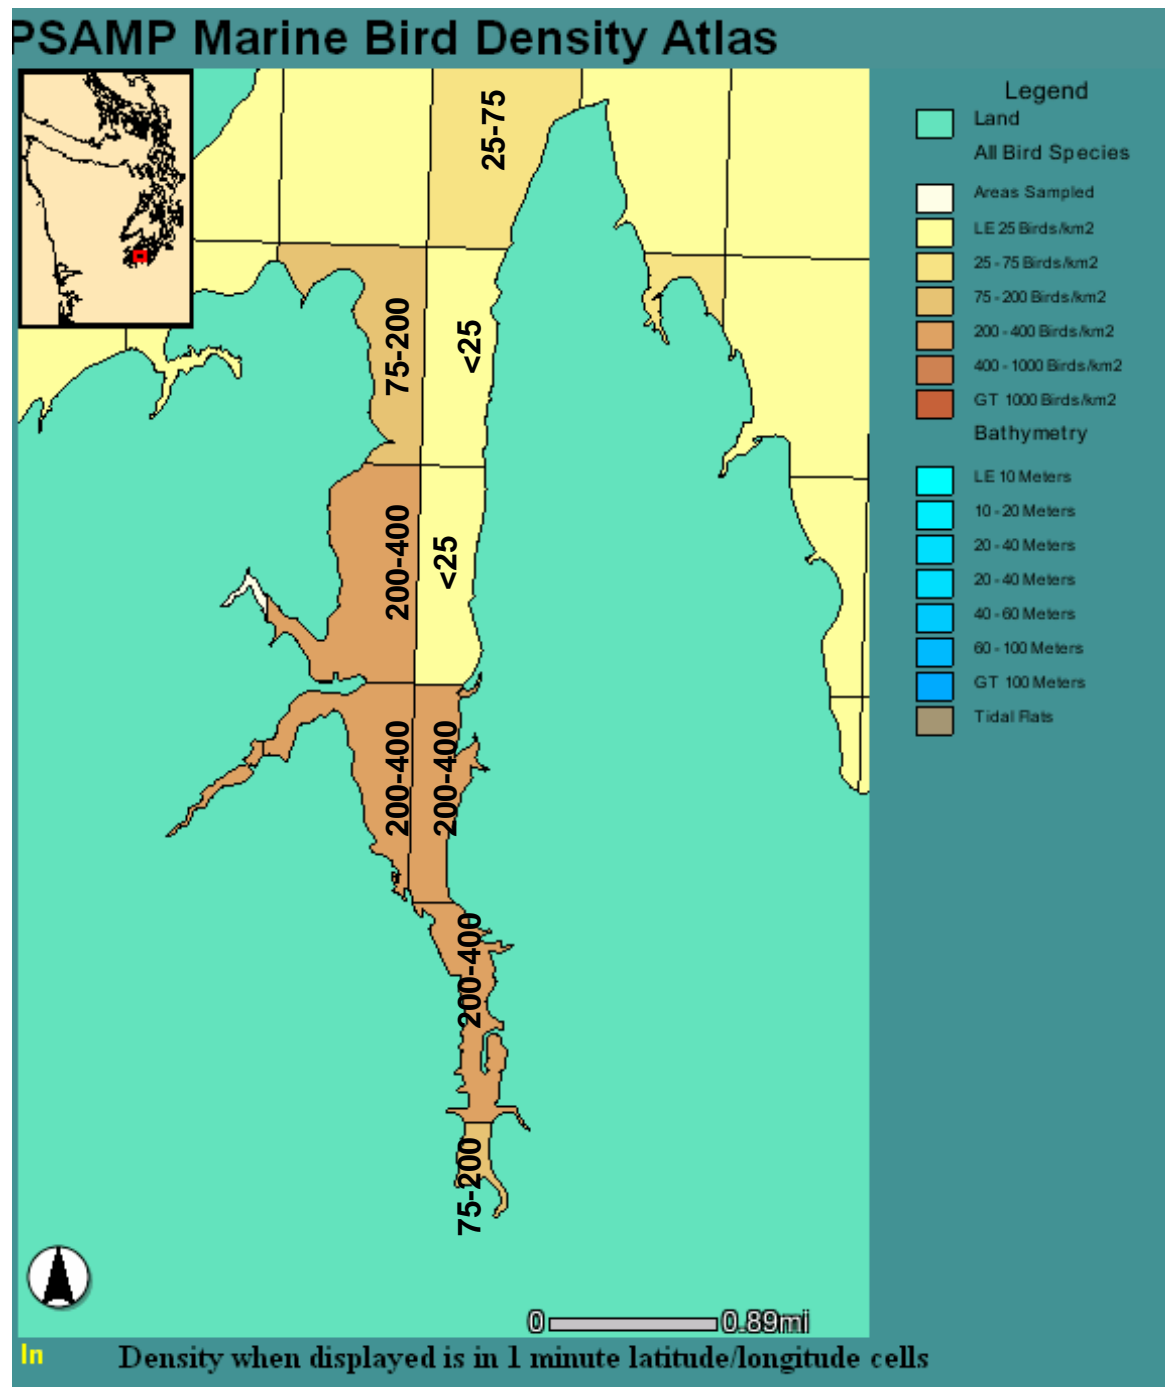 PSAMP Marine Bird Density Atlas
25-75
75-200
<25
200-400
<25
200-400
200-400
200-400
75-200
Legend
Land
All Bird Species
Areas Sampled
LE 25 Birds/km2
25 - 75 Birds/km2
75 - 200 Birds/km2
200 - 400 Birds/km2
400 - 1000 Birds/km2
GT 1000 Birds/km2
Bathymetry
LE 10 Meters
10 - 20 Meters
20 - 40 Meters
20 - 40 Meters
40 - 60 Meters
60 - 100 Meters
GT 100 Meters
Tidal Flats
0 0.89mi
In
Density when displayed is in 1 minute latitude/longitude cells